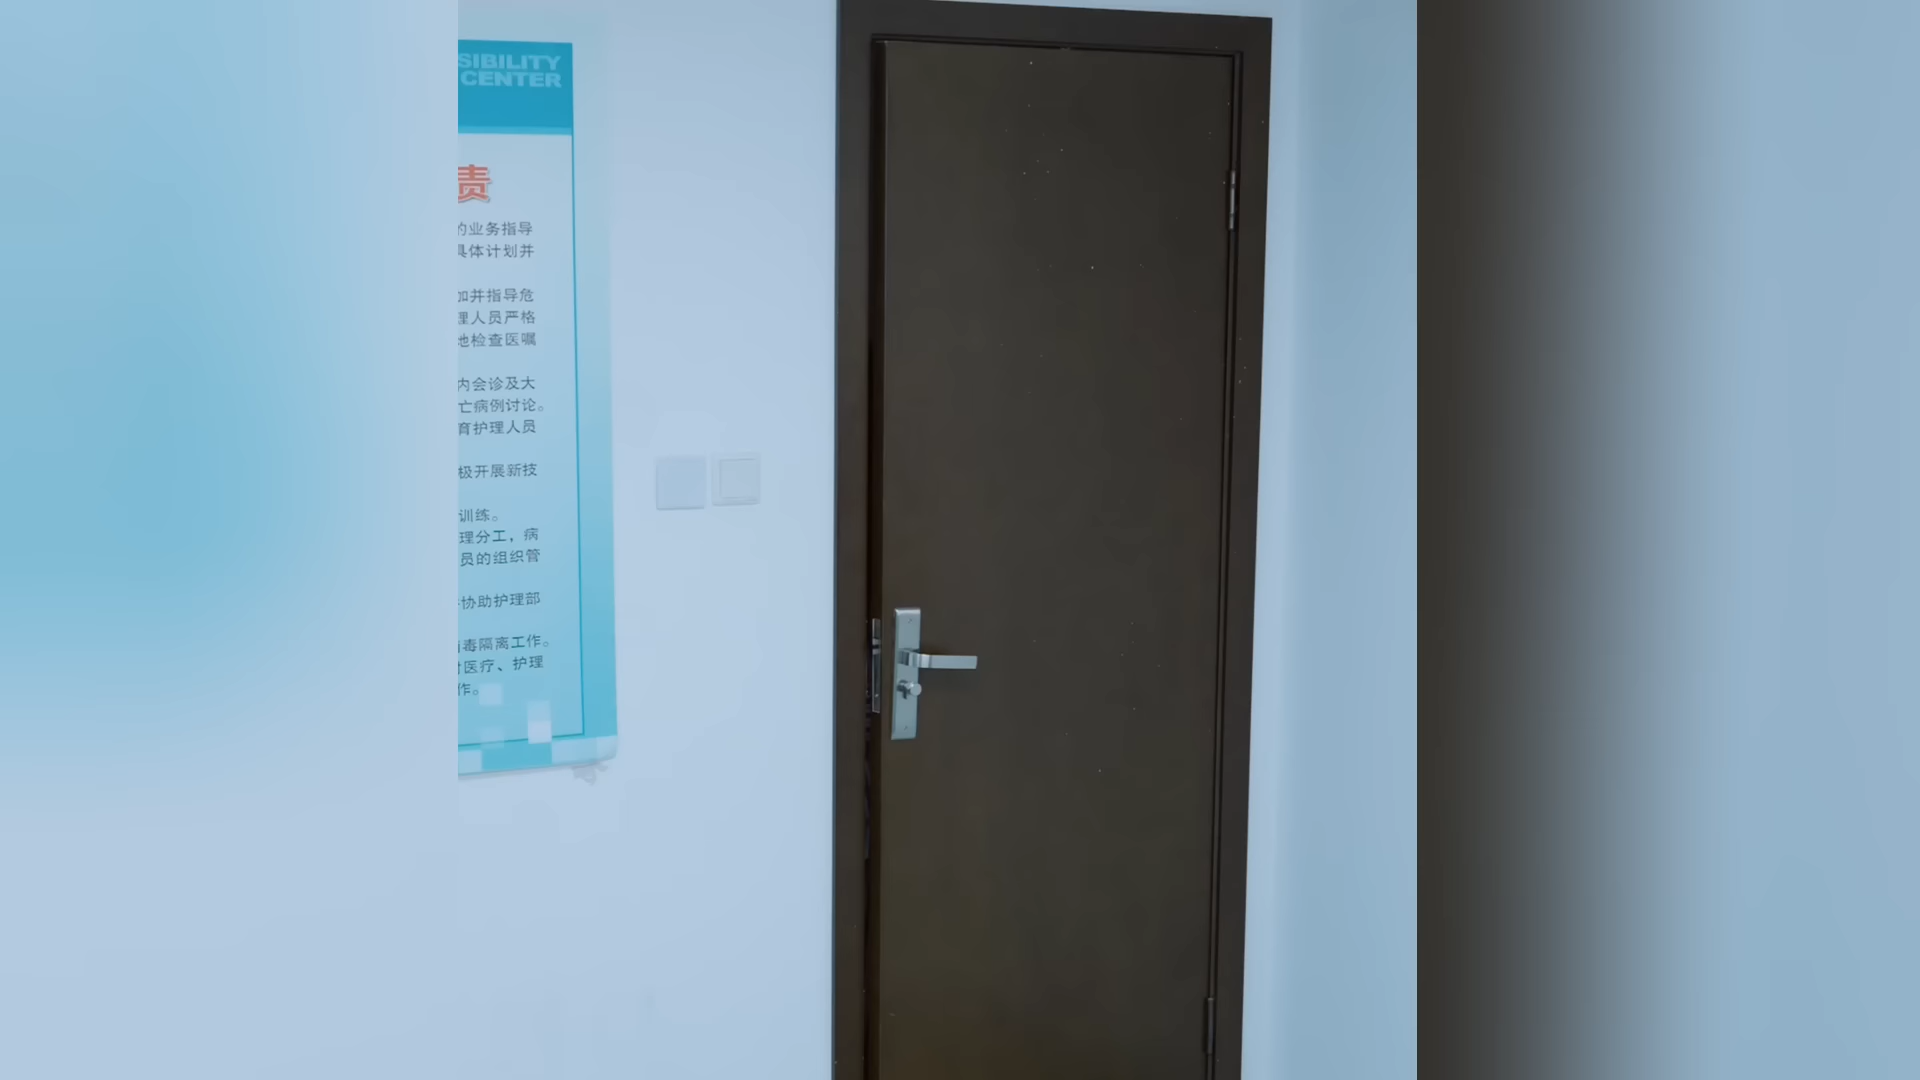 SIBILITY
CENTER
责
的业务指导
具体计划并
加并指导危
理人员严格
地检查医嘱
内会诊及大
亡病例讨论。
育护理人员
极开展新技
训练。
理分工，病
员的组织管
协助护理部
毒隔离工作。
医疗、护理
作。